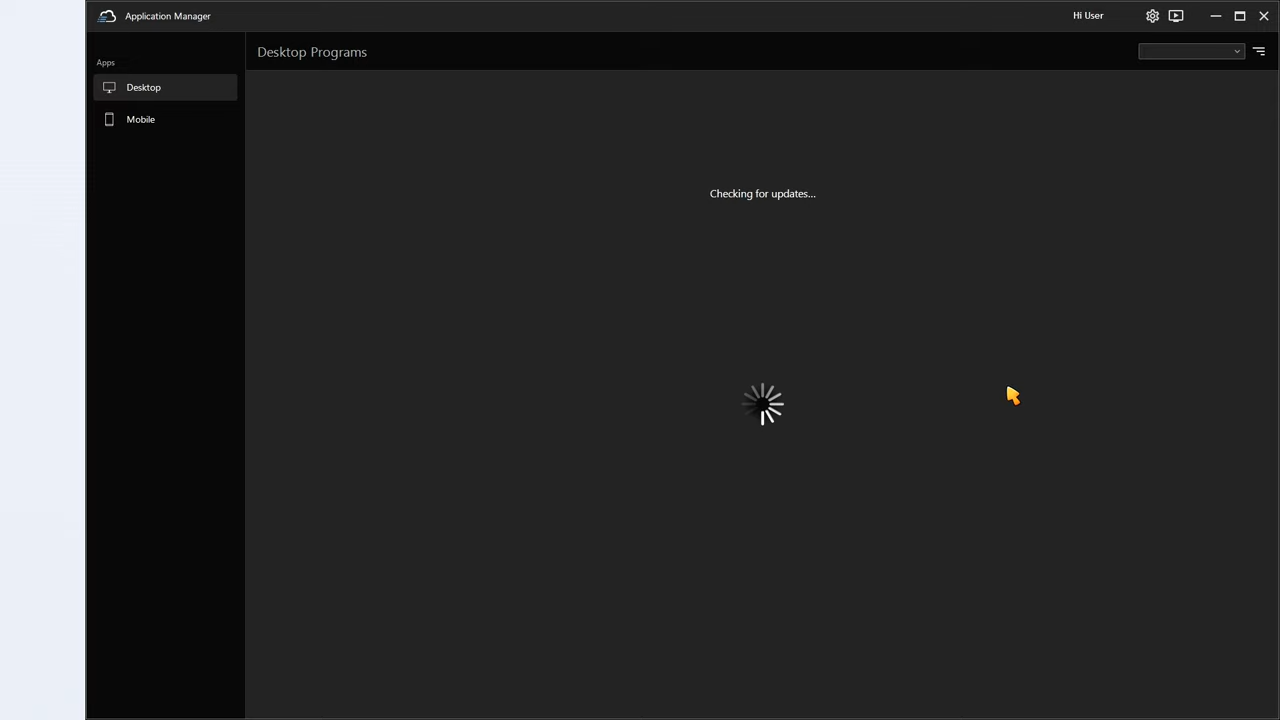 Application Manager
Hi User
Apps
Desktop
Mobile
Desktop Programs
Checking for updates...